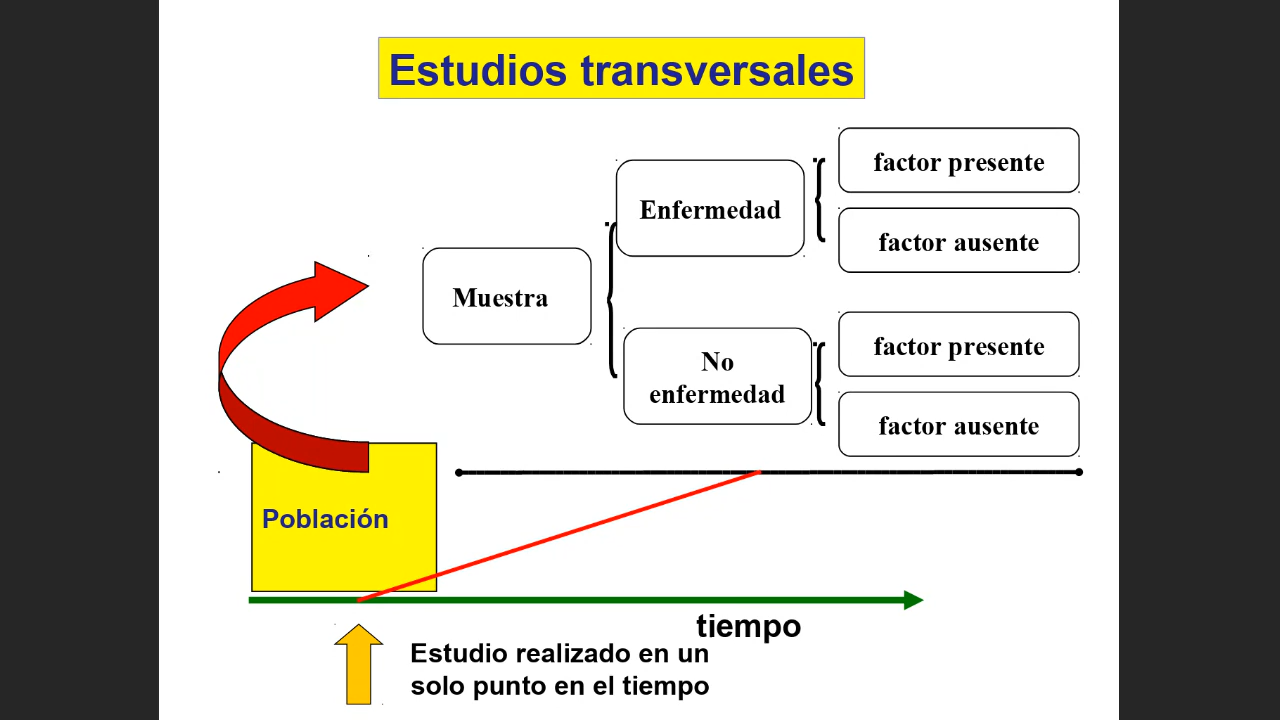 Estudios transversales
factor presente
Enfermedad
factor ausente
Muestra
factor presente
No
enfermedad
factor ausente
Población
tiempo
Estudio realizado en un
solo punto en el tiempo